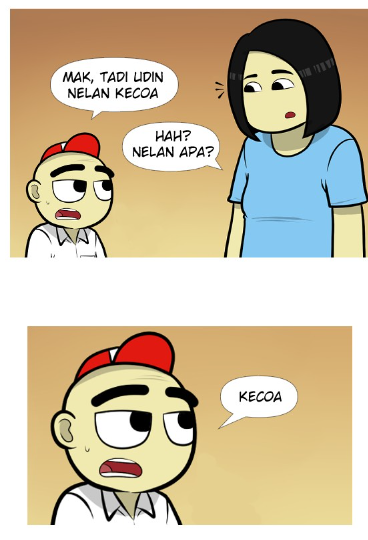 MAK, TADI UDIN
NELAN KECOA
HAH?
NELAN APA?
KECOA